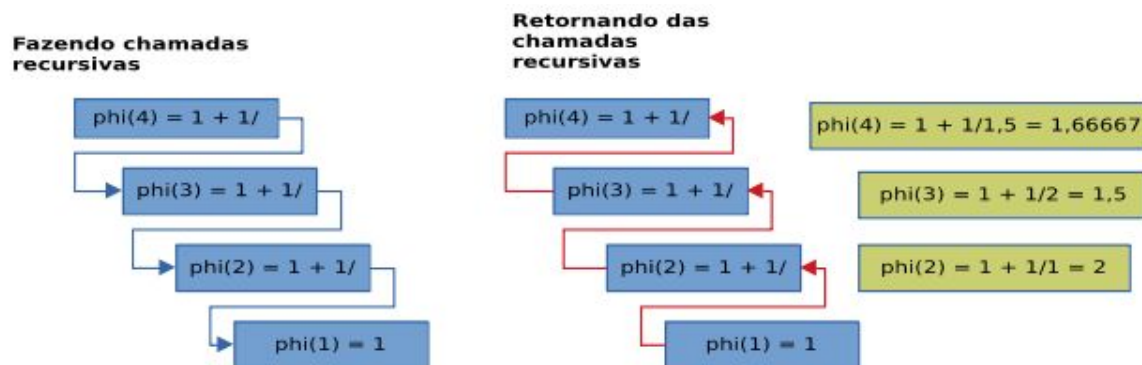 Fazendo chamadas
recursivas
phi(4) = 1 + 1/
phi(3) = 1 + 1/
phi(2) = 1 + 1/
phi(1) = 1
Retornando das
chamadas
recursivas
phi(4) = 1 + 1/
phi(3) = 1 + 1/
phi(2) = 1 + 1/
phi(1) = 1
phi(4) = 1 + 1/1,5 = 1,66667
phi(3) = 1 + 1/2 = 1,5
phi(2) = 1 + 1/1 = 2